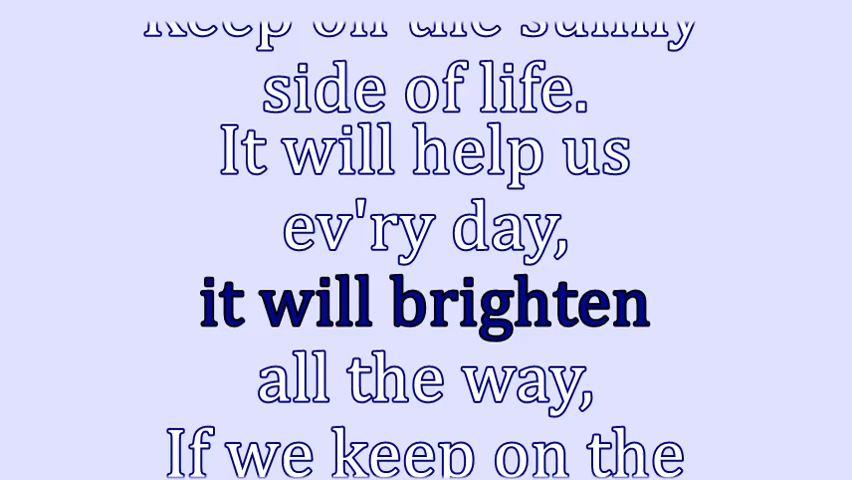 Keep on the sunny
side of life.
It will help us
ev'ry day,
it will brighten
all the way,
If we keep on the